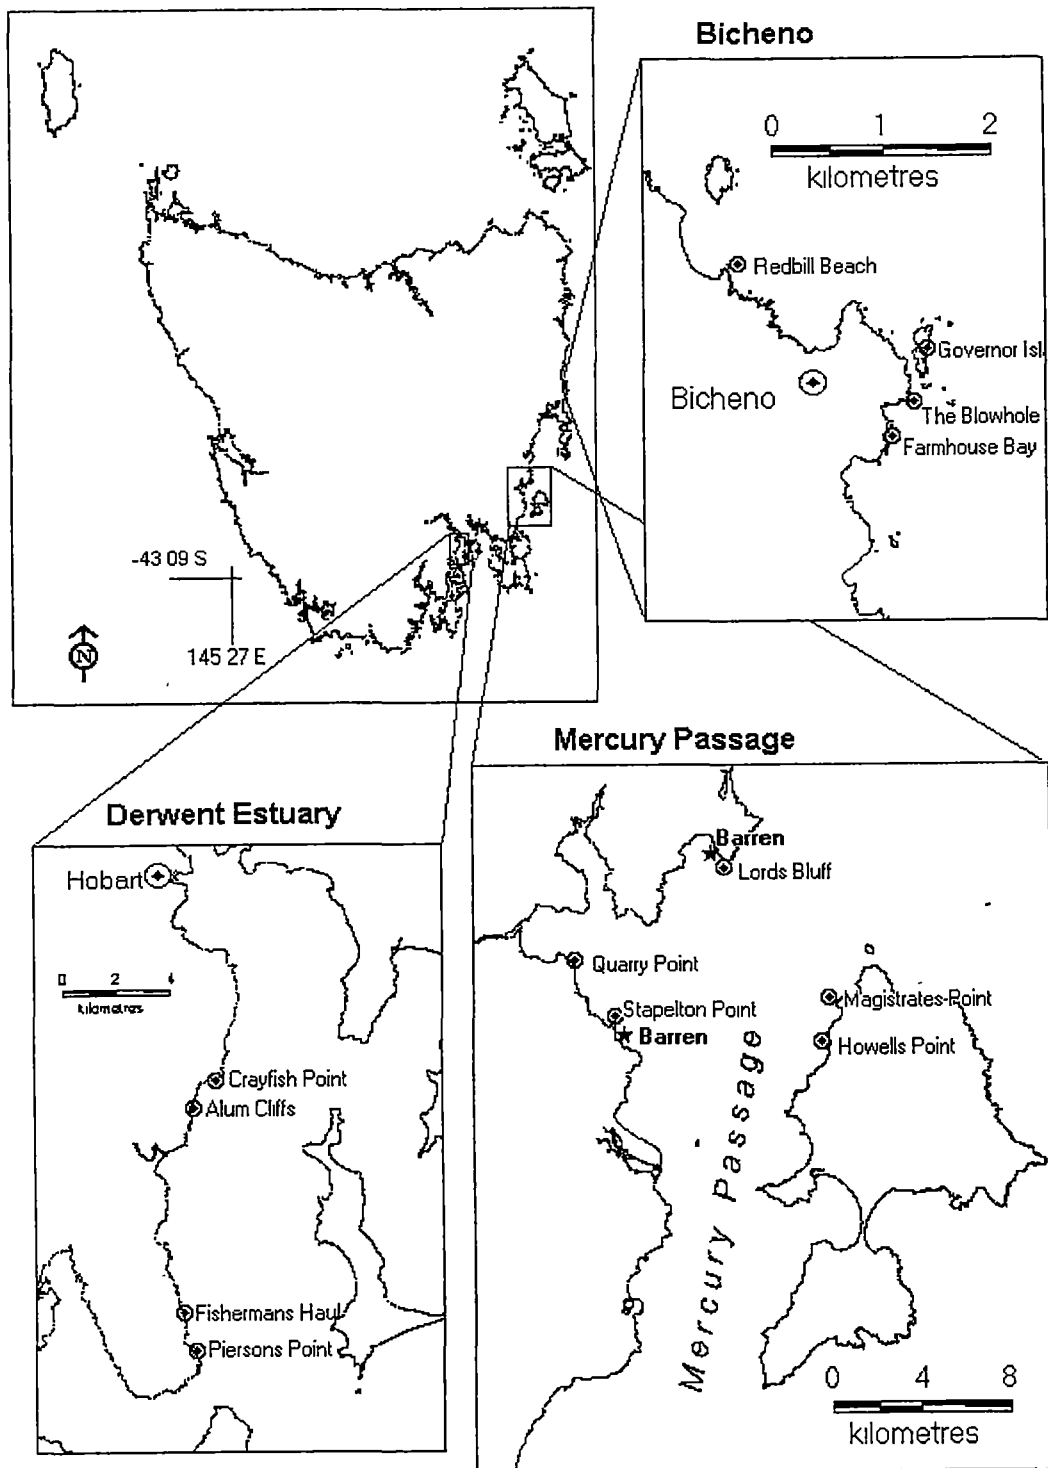 Bicheno
0 1 2
kilometres
Redbill Beach
Governor Isl
Bicheno
The Blowhole
Farmhouse Bay
-43 09 S
145 27 E
N
Mercury Passage
Derwent Estuary
Hobart
0 2 4
kilometres
Crayfish Point
Alum Cliffs
Fishermans Haul
Piersons Point
Barren
Lords Bluff
Quarry Point
Stapelton Point
Barren
Magistrates-Point
Howells Point
Mercury Passage
0 4 8
kilometres